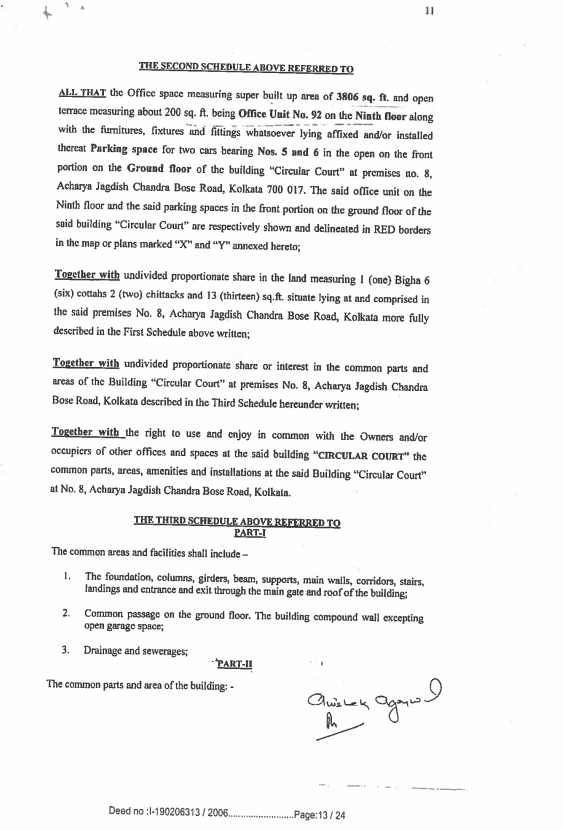 11
THE SECOND SCHEDULE ABOVE REFERRED TO
ALL THAT the Office space measuring super built up area of 3806 sq. ft. and open
terrace measuring about 200 sq. ft. being Office Unit No. 92 on the Ninth floor along
with the furnitures, fixtures and fittings whatsoever lying affixed and/or installed
thereat Parking space for two cars bearing Nos. 5 and 6 in the open on the front
portion on the Ground floor of the building "Circular Court" at premises no. 8,
Acharya Jagdish Chandra Bose Road, Kolkata 700 017. The said office unit on the
Ninth floor and the said parking spaces in the front portion on the ground floor of the
said building "Circular Court" are respectively shown and delineated in RED borders
in the map or plans marked "X" and "Y" annexed hereto;
Together with undivided proportionate share in the land measuring 1 (one) Bigha 6
(six) cottahs 2 (two) chittacks and 13 (thirteen) sq.ft. situate lying at and comprised in
the said premises No. 8, Acharya Jagdish Chandra Bose Road, Kolkata more fully
described in the First Schedule above written;
Together with undivided proportionate share or interest in the common parts and
areas of the Building "Circular Court" at premises No. 8, Acharya Jagdish Chandra
Bose Road, Kolkata described in the Third Schedule hereunder written;
Together with the right to use and enjoy in common with the Owners and/or
occupiers of other offices and spaces at the said building "CIRCULAR COURT" the
common parts, areas, amenities and installations at the said Building "Circular Court"
at No. 8, Acharya Jagdish Chandra Bose Road, Kolkata.
THE THIRD SCHEDULE ABOVE REFERRED TO
PART-I
The common areas and facilities shall include –
1. The foundation, columns, girders, beam, supports, main walls, corridors, stairs,
landings and entrance and exit through the main gate and roof of the building;
2. Common passage on the ground floor. The building compound wall excepting
open garage space;
3. Drainage and sewerages;
PART-II
The common parts and area of the building: -
Deed no :I-190206313 / 2006.........................Page:13 / 24